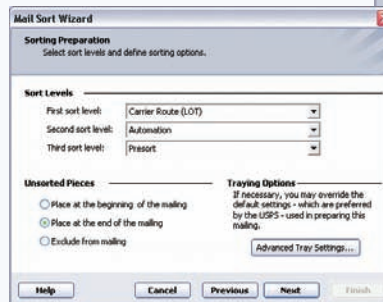 Mail Sort Wizard
Sorting Preparation
Select sort levels and define sorting options.
Sort Levels
First sort level: Carrier Route (LOT)
Second sort level: Automation
Third sort level: Presort
Unsorted Pieces
Place at the beginning of the mailing
Place at the end of the mailing
Exclude from mailing
Traying Options
If necessary, you may override the
default settings - which are preferred
by the USPS - used in preparing this
mailing.
Advanced Tray Settings...
Help Cancel Previous Next Finish